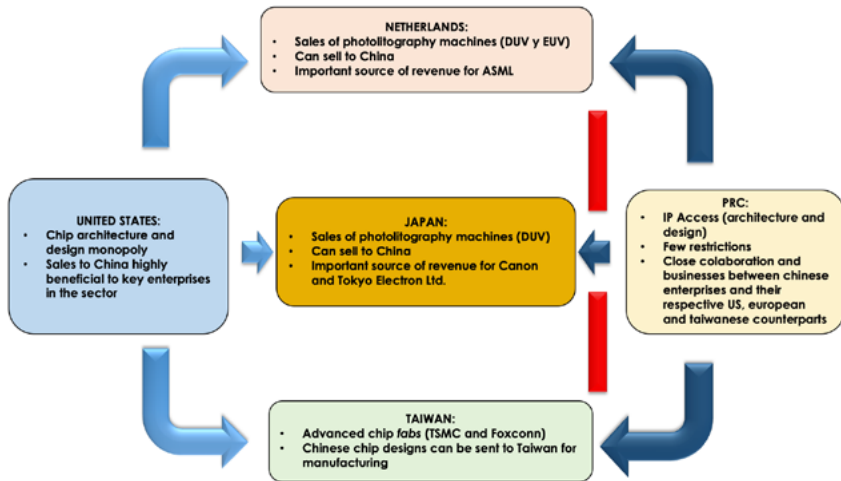 NETHERLANDS:
• Sales of photolitography machines (DUV y EUV)
• Can sell to China
• Important source of revenue for ASML
UNITED STATES:
• Chip architecture and
design monopoly
• Sales to China highly
beneficial to key enterprises
in the sector
JAPAN:
• Sales of photolitography machines (DUV)
• Can sell to China
• Important source of revenue for Canon
and Tokyo Electron Ltd.
PRC:
• IP Access (architecture and
design)
• Few restrictions
• Close colaboration and
businesses between chinese
enterprises and their
respective US, european
and taiwanese counterparts
TAIWAN:
• Advanced chip fabs (TSMC and Foxconn)
• Chinese chip designs can be sent to Taiwan for
manufacturing